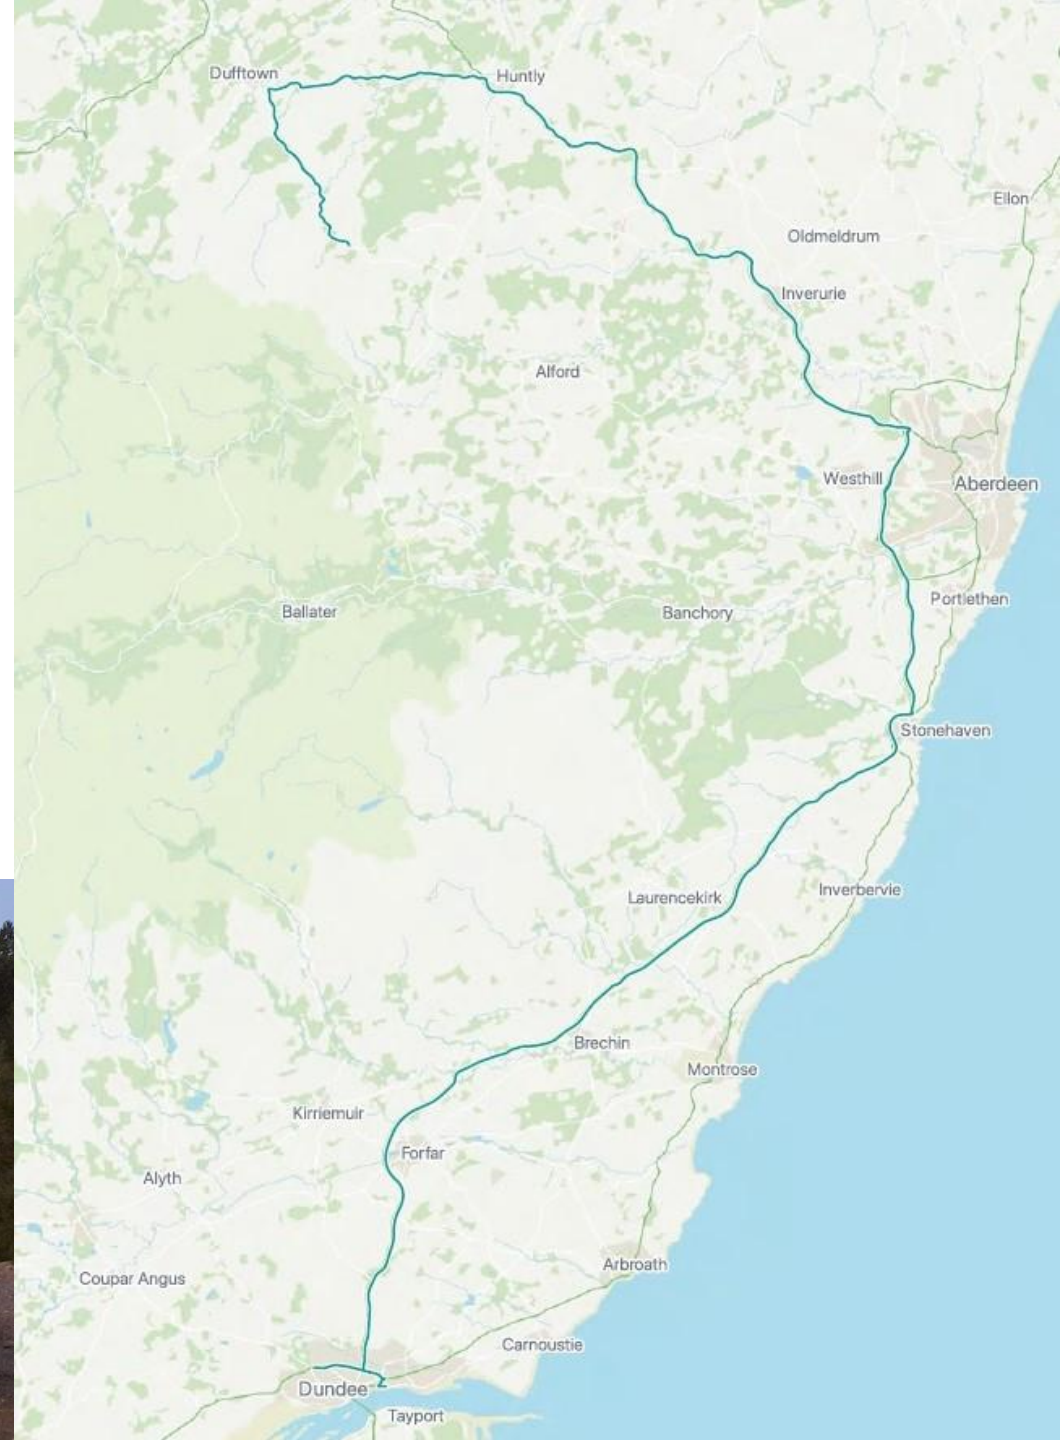 Dufftown
Huntly
Ellon
Oldmeldrum
Inverurie
Alford
Westhill
Aberdeen
Portlethen
Ballater
Banchory
Stonehaven
Laurencekirk
Inverbervie
Brechin
Montrose
Kirriemuir
Forfar
Alyth
Arbroath
Coupar Angus
Carnoustie
Dundee
Tayport